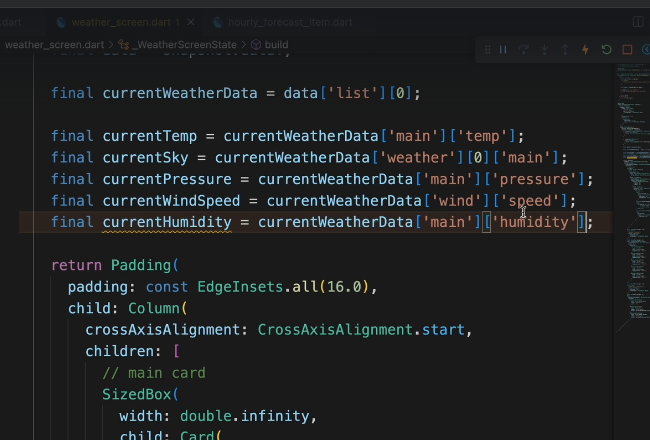 .dart
weather_screen.dart 1
hourly_forecast_item.dart
weather_screen.dart > _WeatherScreenState > build
final currentWeatherData = data['list'][0];
final currentTemp = currentWeatherData['main']['temp'];
final currentSky = currentWeatherData['weather'][0]['main'];
final currentPressure = currentWeatherData['main']['pressure'];
final currentWindSpeed = currentWeatherData['wind']['speed'];
final currentHumidity = currentWeatherData['main']['humidity'];
return Padding(
padding: const EdgeInsets.all(16.0),
child: Column(
crossAxisAlignment: CrossAxisAlignment.start,
children: [
// main card
SizedBox(
width: double.infinity,
child: Card(